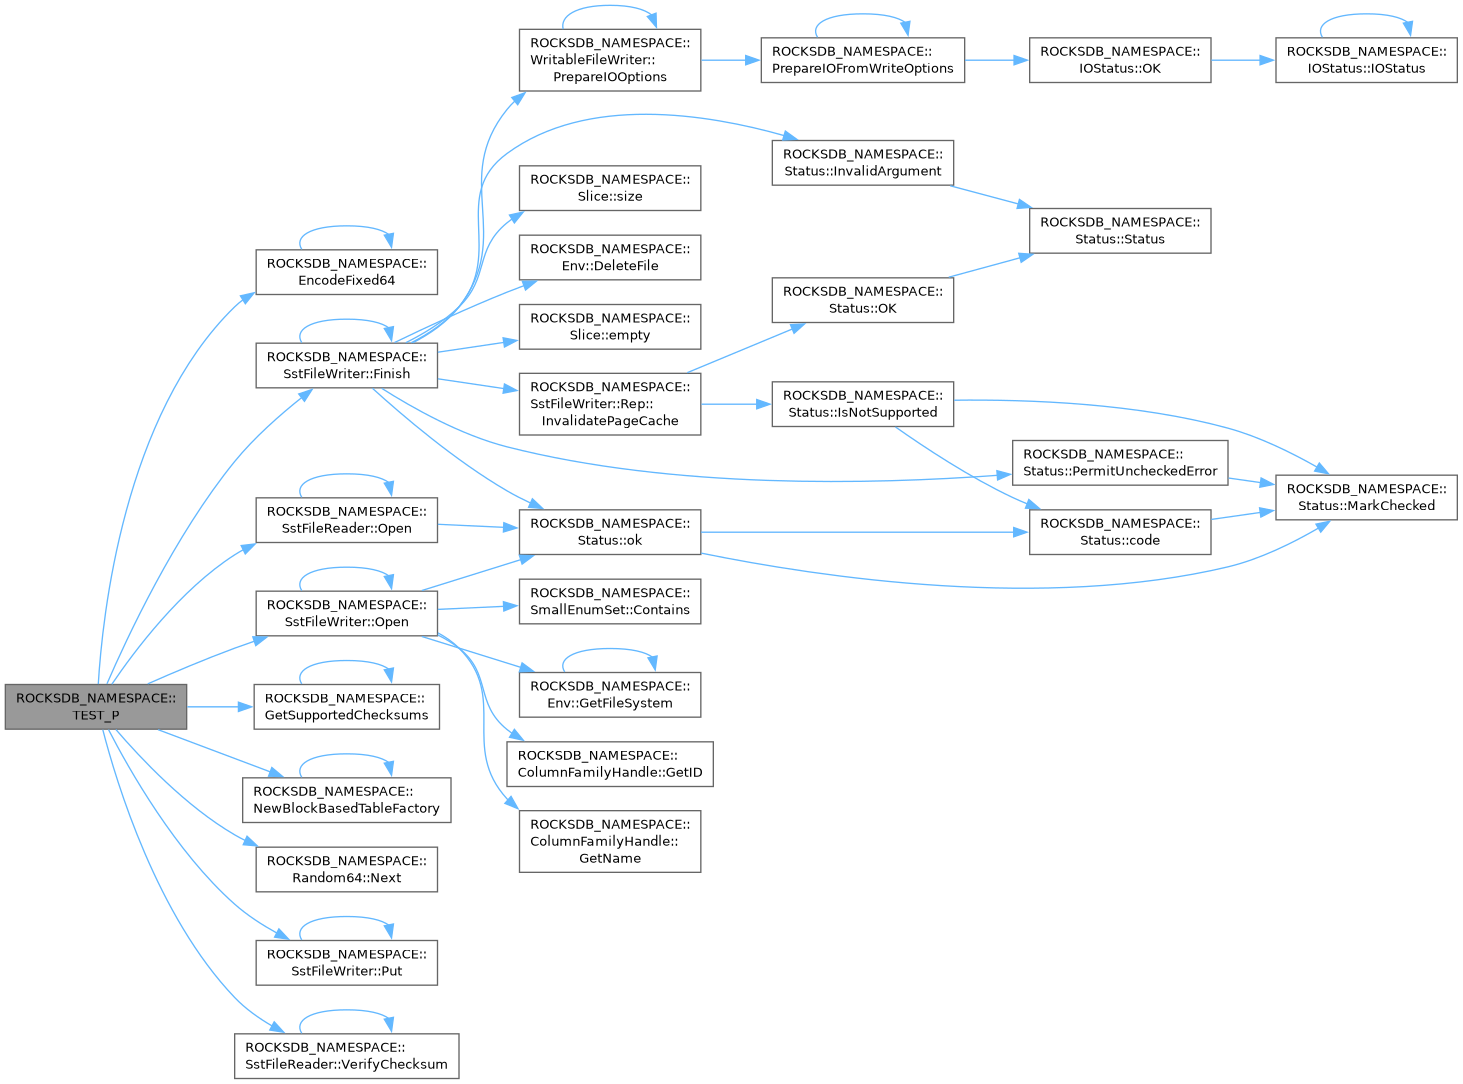 ROCKSDB_NAMESPACE::
TEST_P
ROCKSDB_NAMESPACE::
EncodeFixed64
ROCKSDB_NAMESPACE::
SstFileWriter::Finish
ROCKSDB_NAMESPACE::
SstFileReader::Open
ROCKSDB_NAMESPACE::
SstFileWriter::Open
ROCKSDB_NAMESPACE::
GetSupportedChecksums
ROCKSDB_NAMESPACE::
NewBlockBasedTableFactory
ROCKSDB_NAMESPACE::
Random64::Next
ROCKSDB_NAMESPACE::
SstFileWriter::Put
ROCKSDB_NAMESPACE::
SstFileReader::VerifyChecksum
ROCKSDB_NAMESPACE::
WritableFileWriter::
PrepareIOOptions
ROCKSDB_NAMESPACE::
Slice::size
ROCKSDB_NAMESPACE::
Env::DeleteFile
ROCKSDB_NAMESPACE::
Slice::empty
ROCKSDB_NAMESPACE::
SstFileWriter::Rep::
InvalidatePageCache
ROCKSDB_NAMESPACE::
Status::ok
ROCKSDB_NAMESPACE::
SmallEnumSet::Contains
ROCKSDB_NAMESPACE::
Env::GetFileSystem
ROCKSDB_NAMESPACE::
ColumnFamilyHandle::GetID
ROCKSDB_NAMESPACE::
ColumnFamilyHandle::
GetName
ROCKSDB_NAMESPACE::
PrepareIOFromWriteOptions
ROCKSDB_NAMESPACE::
Status::InvalidArgument
ROCKSDB_NAMESPACE::
Status::OK
ROCKSDB_NAMESPACE::
Status::IsNotSupported
ROCKSDB_NAMESPACE::
IOStatus::OK
ROCKSDB_NAMESPACE::
Status::Status
ROCKSDB_NAMESPACE::
Status::PermitUncheckedError
ROCKSDB_NAMESPACE::
Status::code
ROCKSDB_NAMESPACE::
IOStatus::IOStatus
ROCKSDB_NAMESPACE::
Status::MarkChecked